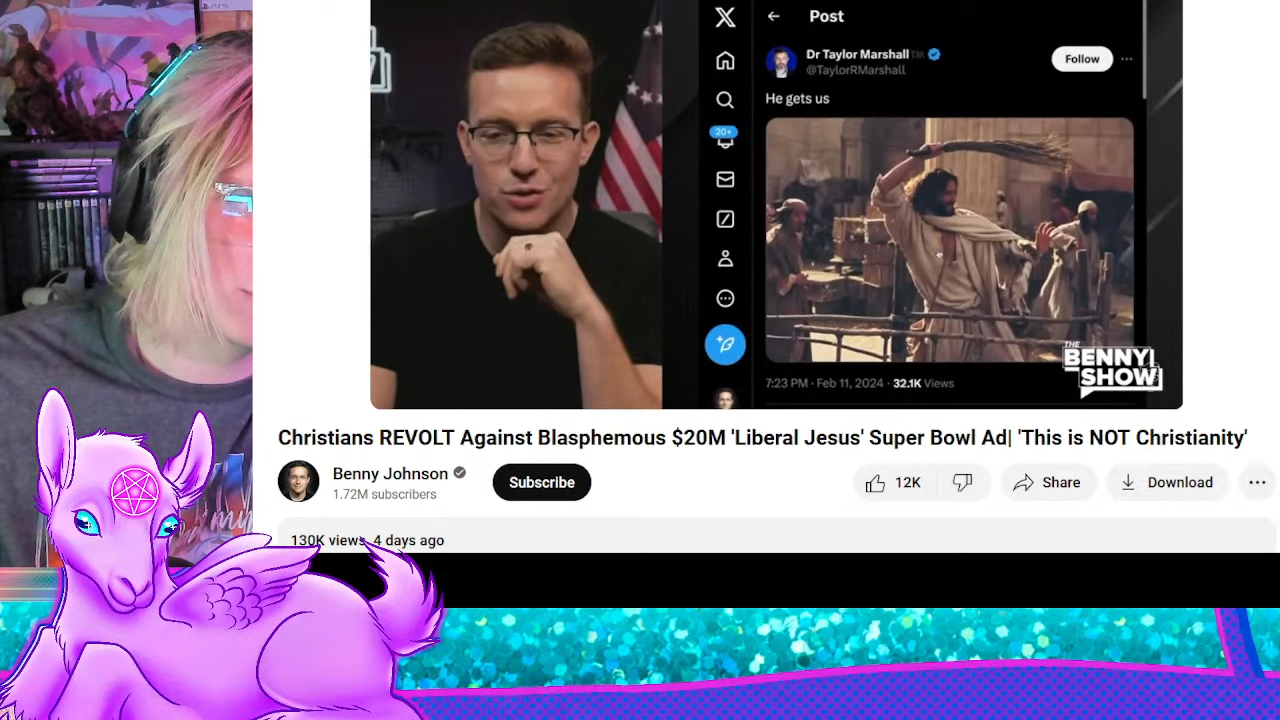 Post
Dr Taylor Marshall™
@TaylorRMarshall
Follow
He gets us
20+
7:23 PM · Feb 11, 2024 · 32.1K Views
THE
BENNY
SHOW
Christians REVOLT Against Blasphemous $20M 'Liberal Jesus' Super Bowl Ad| 'This is NOT Christianity'
Benny Johnson
1.72M subscribers
Subscribe
12K
Share
Download
130K views 4 days ago